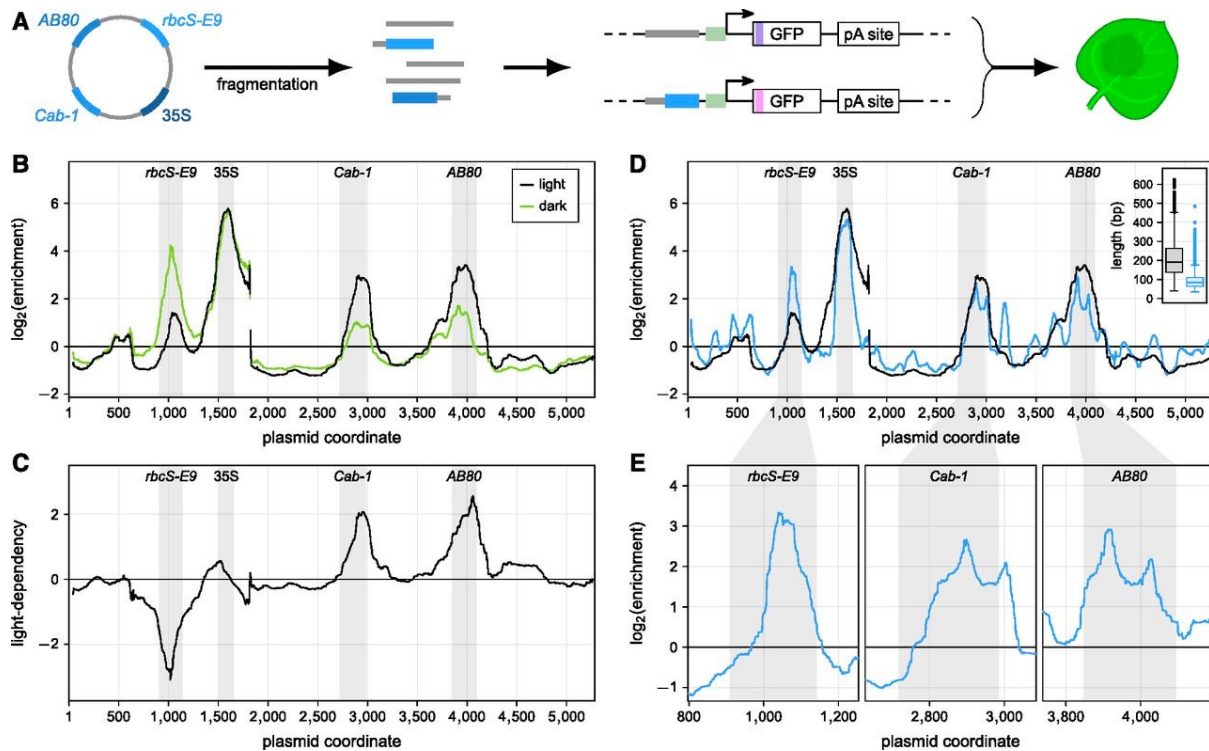 A
AB80 rbcS-E9
Cab-1 35S
fragmentation
GFP pA site
GFP pA site
B
rbcS-E9 35S Cab-1 AB80
light
dark
log2(enrichment)
6
4
2
0
−2
1 500 1,000 1,500 2,000 2,500 3,000 3,500 4,000 4,500 5,000
plasmid coordinate
C
rbcS-E9 35S Cab-1 AB80
light-dependency
2
0
−2
1 500 1,000 1,500 2,000 2,500 3,000 3,500 4,000 4,500 5,000
plasmid coordinate
D
rbcS-E9 35S Cab-1 AB80
log2(enrichment)
6
4
2
0
−2
length (bp)
600
500
400
300
200
100
0
1 500 1,000 1,500 2,000 2,500 3,000 3,500 4,000 4,500 5,000
plasmid coordinate
E
rbcS-E9 Cab-1 AB80
log2(enrichment)
4
3
2
1
0
−1
800 1,000 1,200 2,800 3,000 3,800 4,000
plasmid coordinate